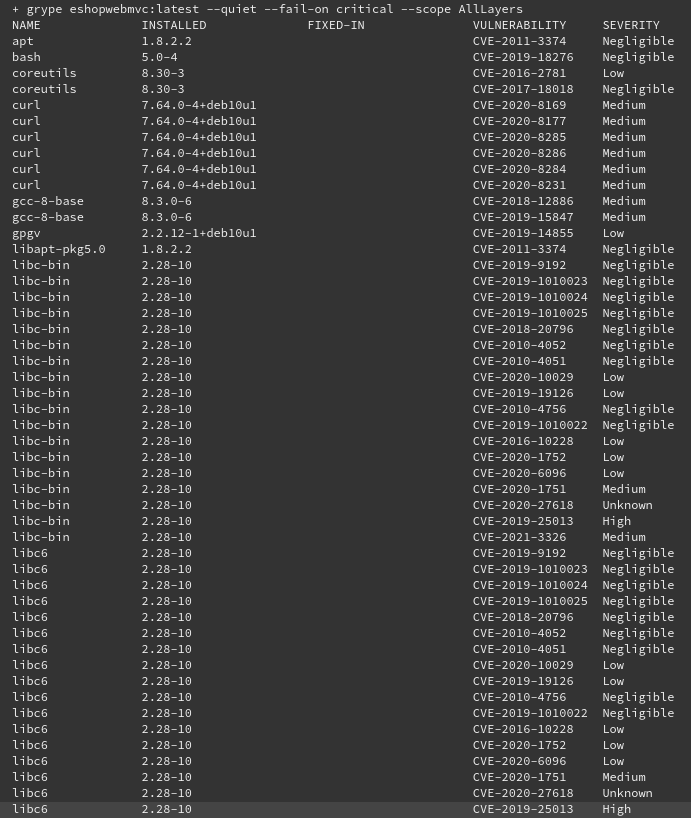 + grype eshopwebmvc:latest --quiet --fail-on critical --scope AllLayers
NAME INSTALLED FIXED-IN VULNERABILITY SEVERITY
apt 1.8.2.2 CVE-2011-3374 Negligible
bash 5.0-4 CVE-2019-18276 Negligible
coreutils 8.30-3 CVE-2016-2781 Low
coreutils 8.30-3 CVE-2017-18018 Negligible
curl 7.64.0-4+deb10u1 CVE-2020-8169 Medium
curl 7.64.0-4+deb10u1 CVE-2020-8177 Medium
curl 7.64.0-4+deb10u1 CVE-2020-8285 Medium
curl 7.64.0-4+deb10u1 CVE-2020-8286 Medium
curl 7.64.0-4+deb10u1 CVE-2020-8284 Medium
curl 7.64.0-4+deb10u1 CVE-2020-8231 Medium
gcc-8-base 8.3.0-6 CVE-2018-12886 Medium
gcc-8-base 8.3.0-6 CVE-2019-15847 Medium
gpgv 2.2.12-1+deb10u1 CVE-2019-14855 Low
libapt-pkg5.0 1.8.2.2 CVE-2011-3374 Negligible
libc-bin 2.28-10 CVE-2019-9192 Negligible
libc-bin 2.28-10 CVE-2019-1010023 Negligible
libc-bin 2.28-10 CVE-2019-1010024 Negligible
libc-bin 2.28-10 CVE-2019-1010025 Negligible
libc-bin 2.28-10 CVE-2018-20796 Negligible
libc-bin 2.28-10 CVE-2010-4052 Negligible
libc-bin 2.28-10 CVE-2010-4051 Negligible
libc-bin 2.28-10 CVE-2020-10029 Low
libc-bin 2.28-10 CVE-2019-19126 Low
libc-bin 2.28-10 CVE-2010-4756 Negligible
libc-bin 2.28-10 CVE-2019-1010022 Negligible
libc-bin 2.28-10 CVE-2016-10228 Low
libc-bin 2.28-10 CVE-2020-1752 Low
libc-bin 2.28-10 CVE-2020-6096 Low
libc-bin 2.28-10 CVE-2020-1751 Medium
libc-bin 2.28-10 CVE-2020-27618 Unknown
libc-bin 2.28-10 CVE-2019-25013 High
libc-bin 2.28-10 CVE-2021-3326 Medium
libc6 2.28-10 CVE-2019-9192 Negligible
libc6 2.28-10 CVE-2019-1010023 Negligible
libc6 2.28-10 CVE-2019-1010024 Negligible
libc6 2.28-10 CVE-2019-1010025 Negligible
libc6 2.28-10 CVE-2018-20796 Negligible
libc6 2.28-10 CVE-2010-4052 Negligible
libc6 2.28-10 CVE-2010-4051 Negligible
libc6 2.28-10 CVE-2020-10029 Low
libc6 2.28-10 CVE-2019-19126 Low
libc6 2.28-10 CVE-2010-4756 Negligible
libc6 2.28-10 CVE-2019-1010022 Negligible
libc6 2.28-10 CVE-2016-10228 Low
libc6 2.28-10 CVE-2020-1752 Low
libc6 2.28-10 CVE-2020-6096 Low
libc6 2.28-10 CVE-2020-1751 Medium
libc6 2.28-10 CVE-2020-27618 Unknown
libc6 2.28-10 CVE-2019-25013 High